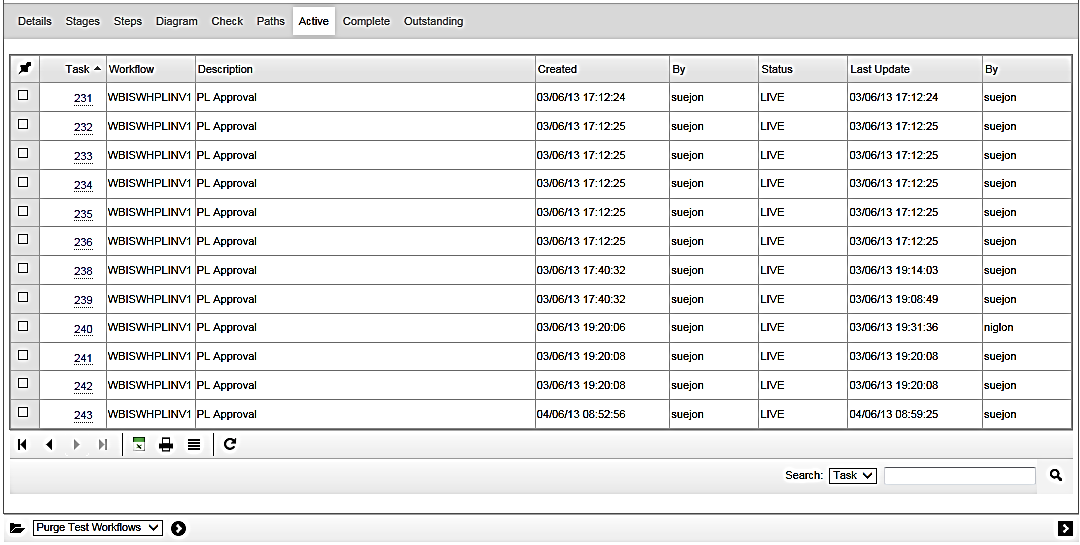 Details Stages Steps Diagram Check Paths Active Complete Outstanding
Task Workflow Description Created By Status Last Update By
231 WBISWHPLINV1 PL Approval 03/06/13 17:12:24 suejon LIVE 03/06/13 17:12:24 suejon
232 WBISWHPLINV1 PL Approval 03/06/13 17:12:25 suejon LIVE 03/06/13 17:12:25 suejon
233 WBISWHPLINV1 PL Approval 03/06/13 17:12:25 suejon LIVE 03/06/13 17:12:25 suejon
234 WBISWHPLINV1 PL Approval 03/06/13 17:12:25 suejon LIVE 03/06/13 17:12:25 suejon
235 WBISWHPLINV1 PL Approval 03/06/13 17:12:25 suejon LIVE 03/06/13 17:12:25 suejon
236 WBISWHPLINV1 PL Approval 03/06/13 17:12:25 suejon LIVE 03/06/13 17:12:25 suejon
238 WBISWHPLINV1 PL Approval 03/06/13 17:40:32 suejon LIVE 03/06/13 19:14:03 suejon
239 WBISWHPLINV1 PL Approval 03/06/13 17:40:32 suejon LIVE 03/06/13 19:08:49 suejon
240 WBISWHPLINV1 PL Approval 03/06/13 19:20:06 suejon LIVE 03/06/13 19:31:36 niglon
241 WBISWHPLINV1 PL Approval 03/06/13 19:20:08 suejon LIVE 03/06/13 19:20:08 suejon
242 WBISWHPLINV1 PL Approval 03/06/13 19:20:08 suejon LIVE 03/06/13 19:20:08 suejon
243 WBISWHPLINV1 PL Approval 04/06/13 08:52:56 suejon LIVE 04/06/13 08:59:25 suejon
Search: Task
Purge Test Workflows